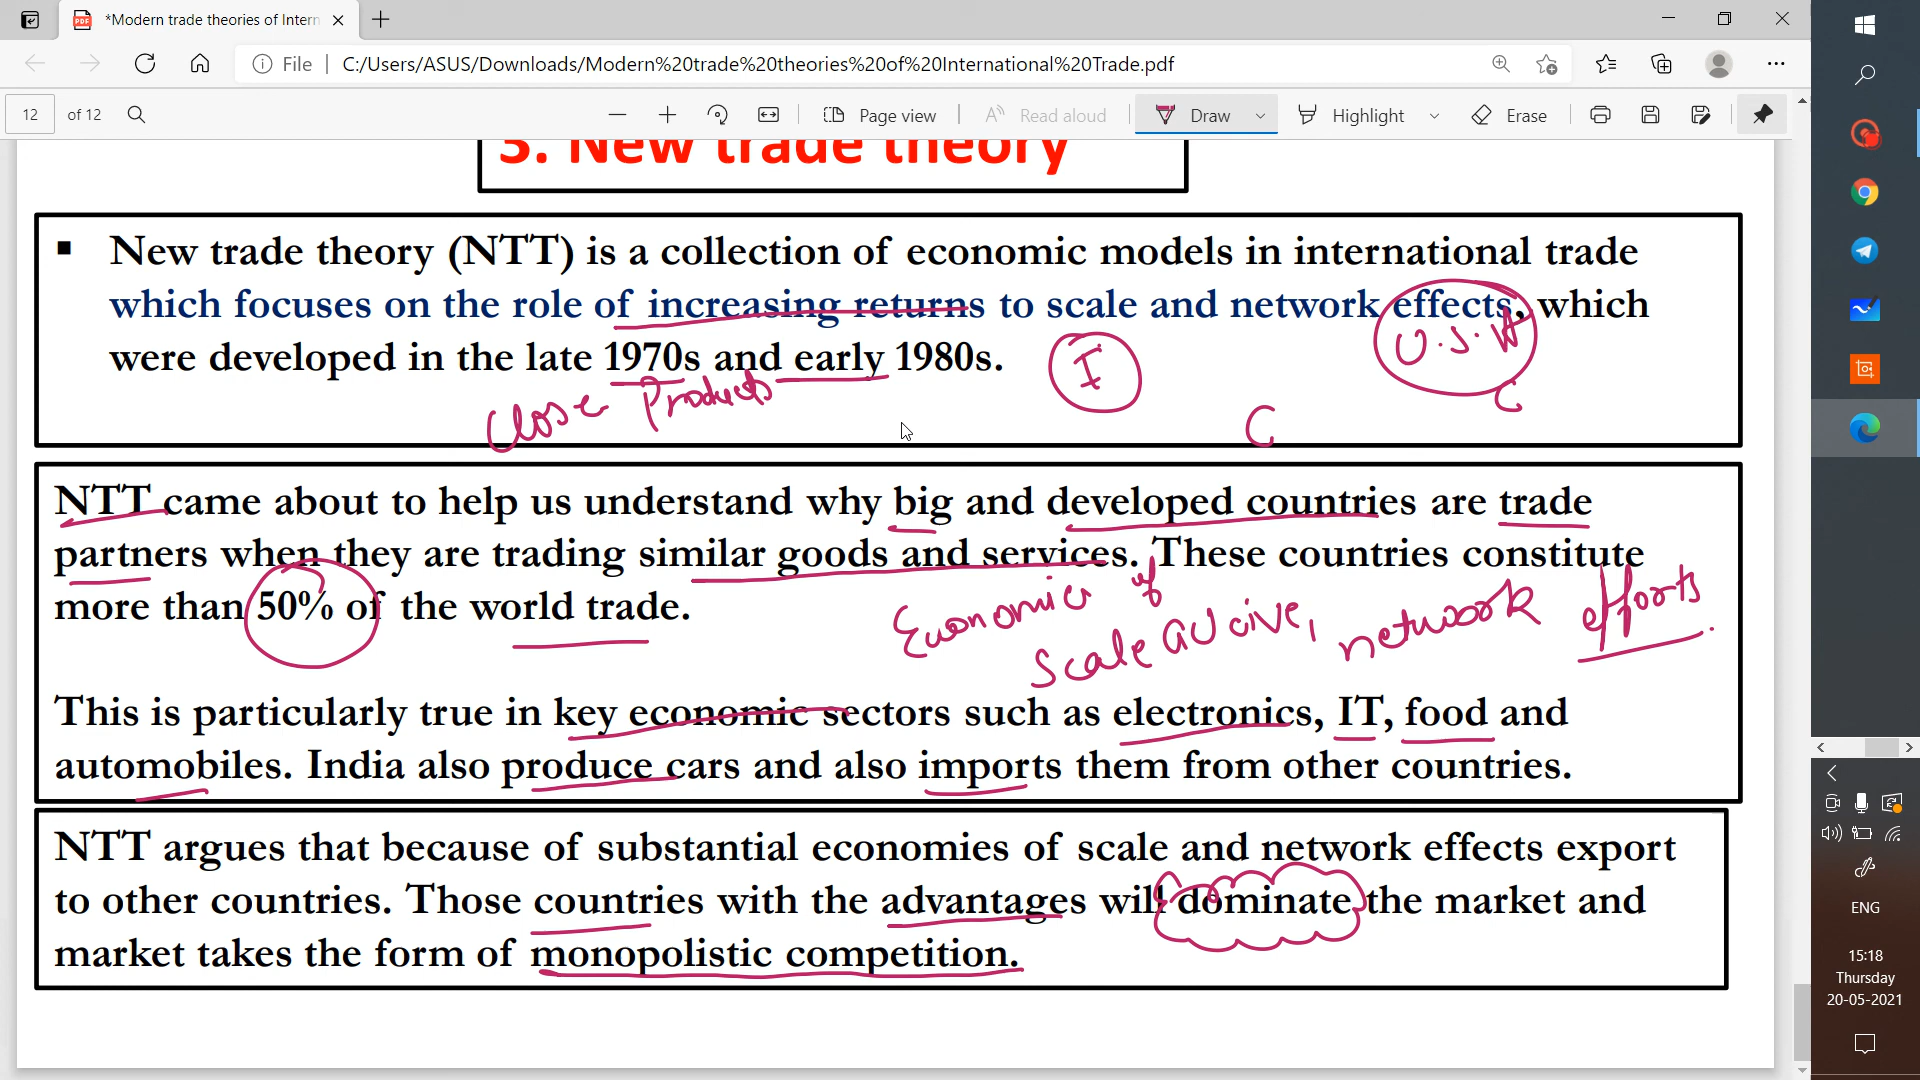 *Modern trade theories of Intern
File
C:/Users/ASUS/Downloads/Modern%20trade%20theories%20of%20International%20Trade.pdf
12 of 12
Page view
Read aloud
Draw
Highlight
Erase
3. New trade theory
▪ New trade theory (NTT) is a collection of economic models in international trade
which focuses on the role of increasing returns to scale and network effects, which
were developed in the late 1970s and early 1980s.
U.S.A
I
Close Products
C
C
NTT came about to help us understand why big and developed countries are trade
partners when they are trading similar goods and services. These countries constitute
more than 50% of the world trade.
Economies of
scale network efforts
This is particularly true in key economic sectors such as electronics, IT, food and
automobiles. India also produce cars and also imports them from other countries.
NTT argues that because of substantial economies of scale and network effects export
to other countries. Those countries with the advantages will dominate the market and
market takes the form of monopolistic competition.
ENG
15:18
Thursday
20-05-2021